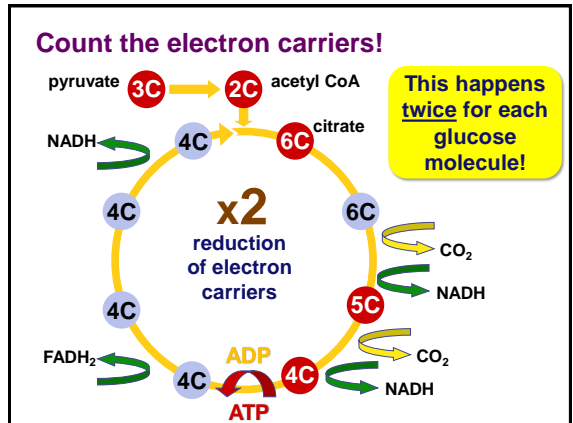 Count the electron carriers!
pyruvate
3C
2C
acetyl CoA
This happens
twice for each
glucose
molecule!
citrate
6C
4C
NADH
4C
6C
x2
reduction
of electron
carriers
CO₂
NADH
5C
4C
CO₂
FADH₂
4C
ADP
4C
NADH
ATP